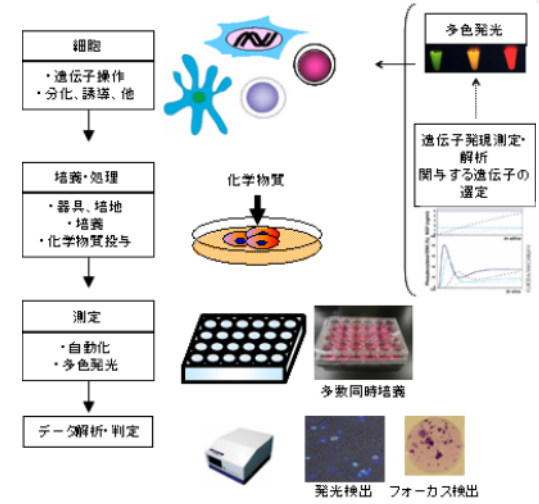 細胞
・遺伝子操作
・分化、誘導、他
培義・処理
・器具、培地
・培義
・化学物質投与
測定
・自動化
・多色発光
データ解析・判定
化学物質
多数同時培義
発光検出
フォーカス検出
多色発光
遺伝子発現測定・
解析
関与する遺伝子の
選定